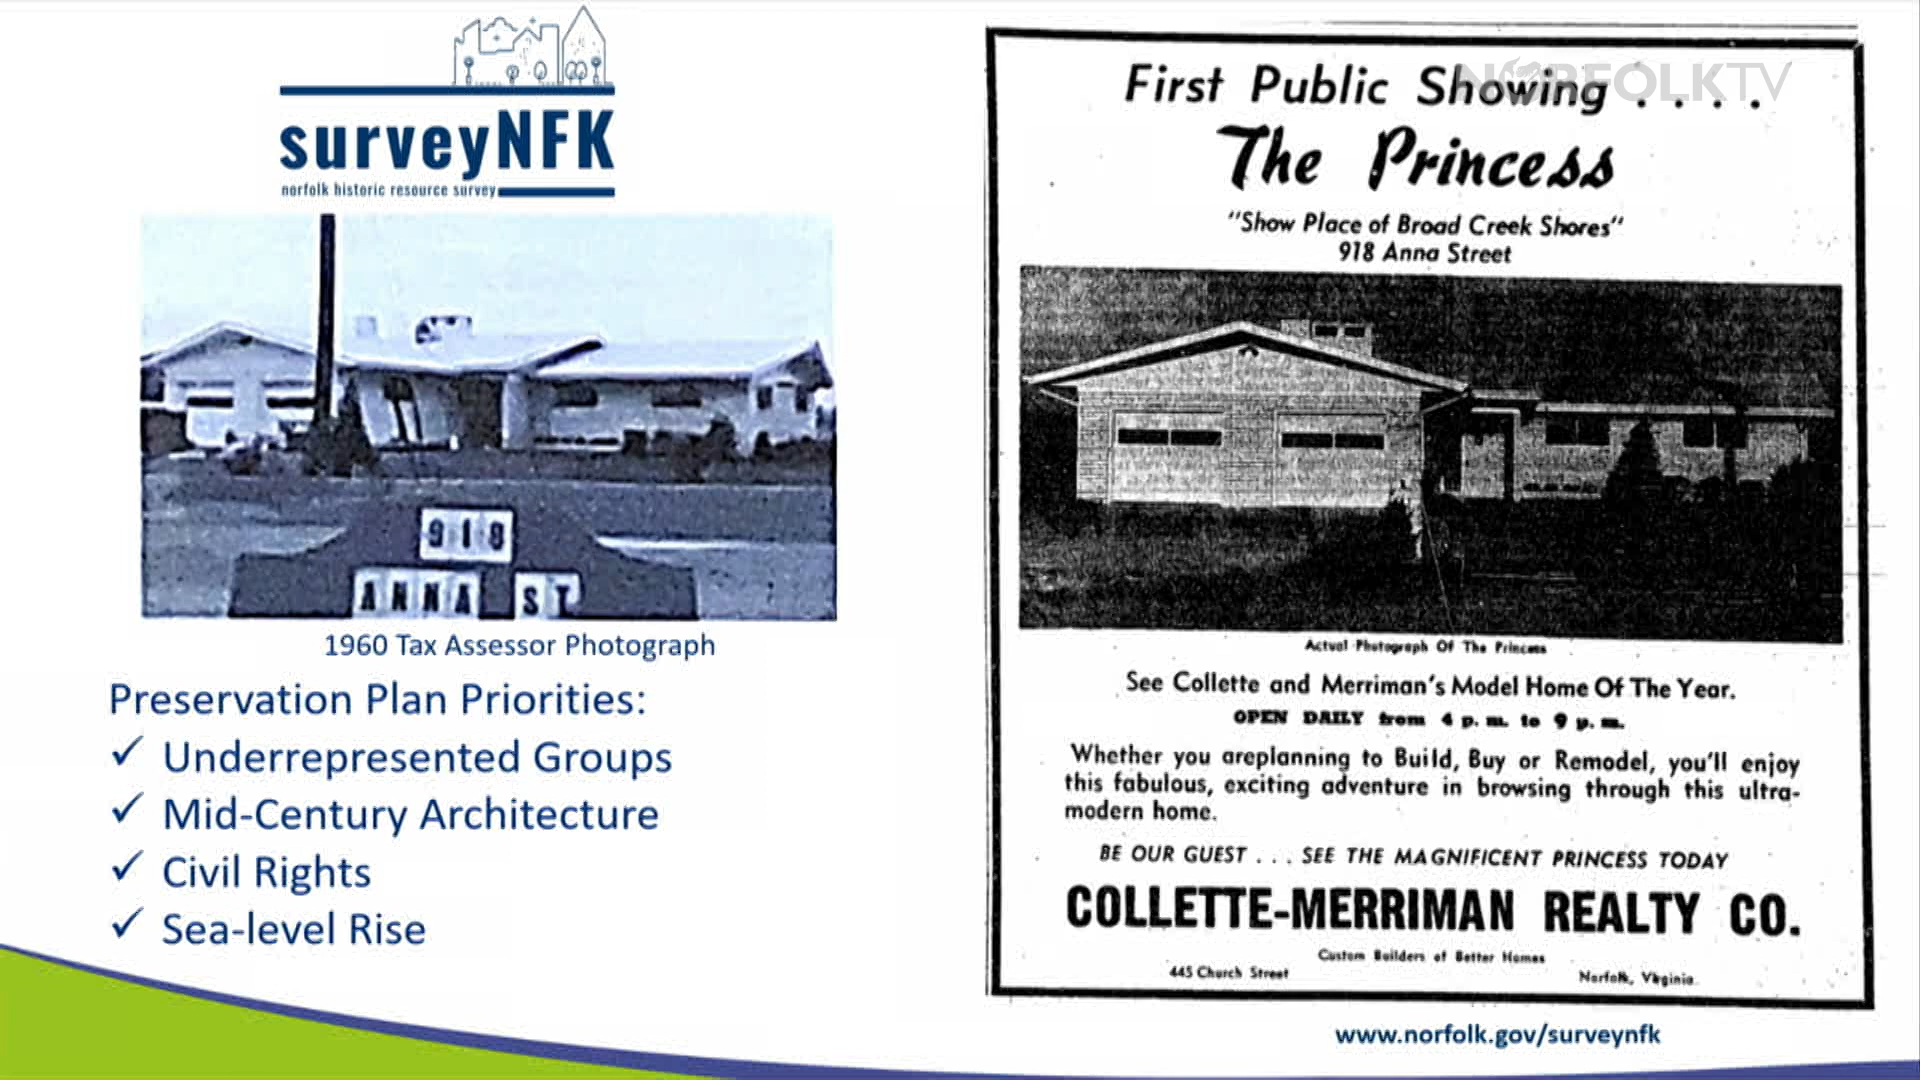 surveyNFK
norfolk historic resource survey
918
ANNA ST
1960 Tax Assessor Photograph
Preservation Plan Priorities:
✓ Underrepresented Groups
✓ Mid-Century Architecture
✓ Civil Rights
✓ Sea-level Rise
NORFOLKTV
First Public Showing . . . .
The Princess
"Show Place of Broad Creek Shores"
918 Anna Street
Actual Photograph Of The Princess
See Collette and Merriman's Model Home Of The Year.
OPEN DAILY from 4 p. m. to 9 p. m.
Whether you areplanning to Build, Buy or Remodel, you'll enjoy
this fabulous, exciting adventure in browsing through this ultra-
modern home.
BE OUR GUEST . . . SEE THE MAGNIFICENT PRINCESS TODAY
COLLETTE-MERRIMAN REALTY CO.
Custom Builders of Better Homes
445 Church Street
Norfolk, Virginia
www.norfolk.gov/surveynfk